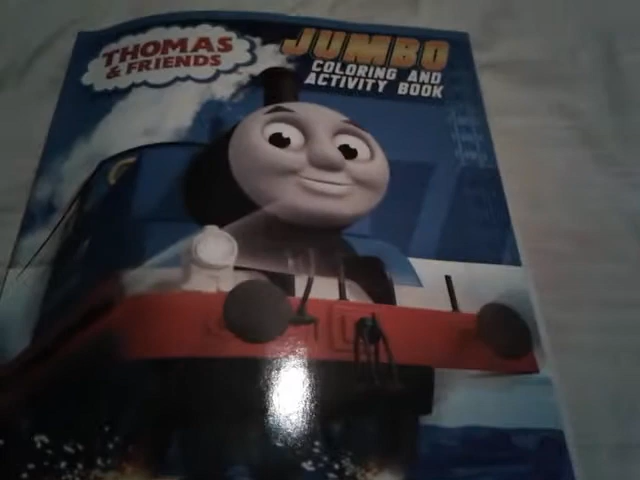 THOMAS
& FRIENDS
JUMBO
COLORING AND
ACTIVITY BOOK